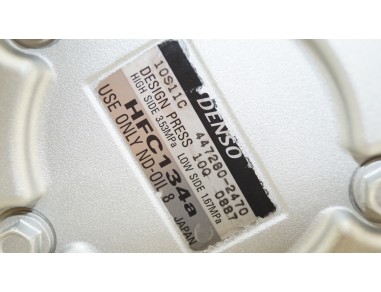 DENSO
10S11C 447280-2470
DESIGN PRESS 10Q 0887
HIGH SIDE 3.53MPa LOW SIDE 1.67MPa
HFC134a
USE ONLY ND-OIL 8 JAPAN